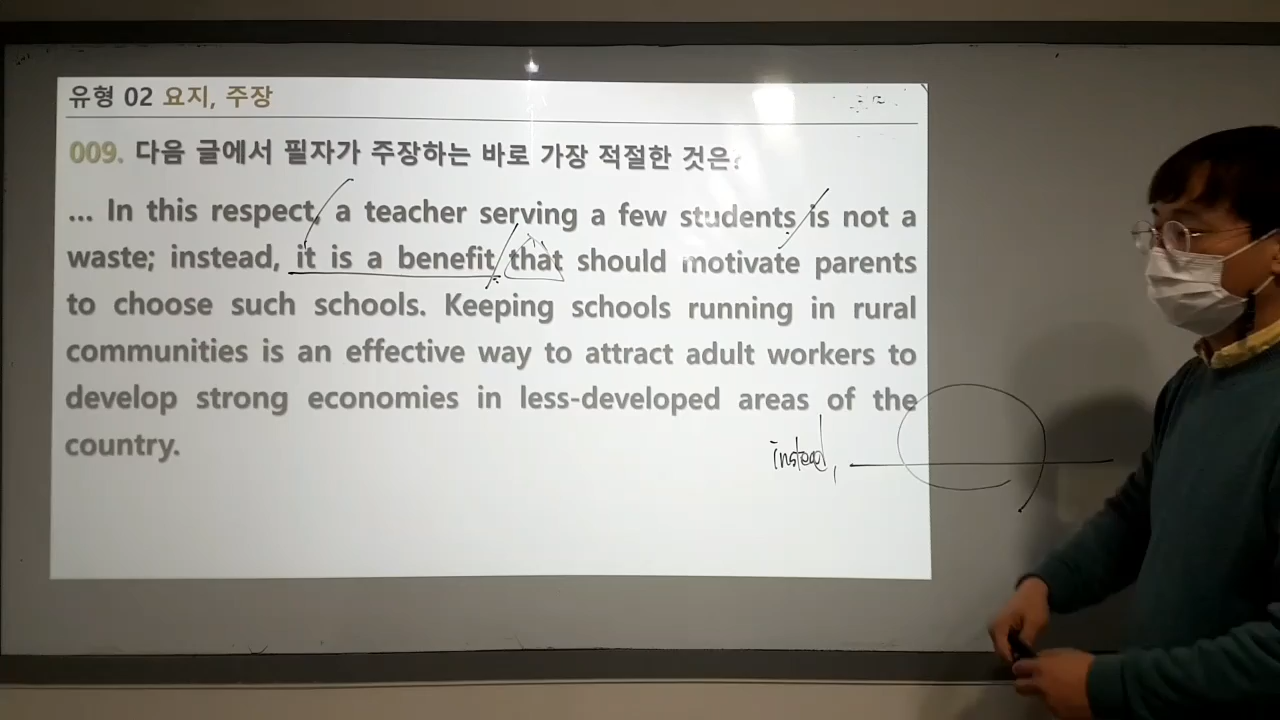 유형 02 요지, 주장
009. 다음 글에서 필자가 주장하는 바로 가장 적절한 것은?
... In this respect, a teacher serving a few students is not a
waste; instead, it is a benefit that should motivate parents
to choose such schools. Keeping schools running in rural
communities is an effective way to attract adult workers to
develop strong economies in less-developed areas of the
country.
instead,